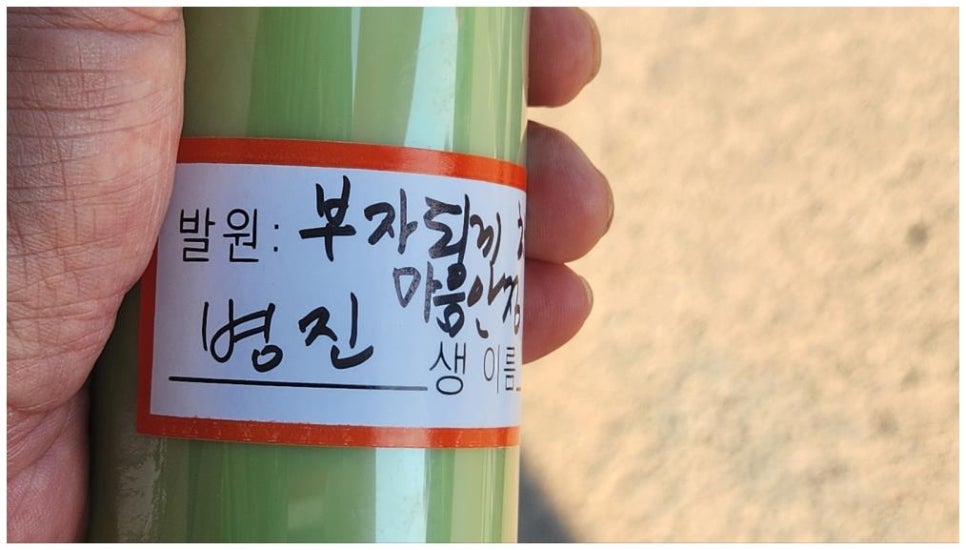 발원: 부자되게
마음안정
병진 생 이름